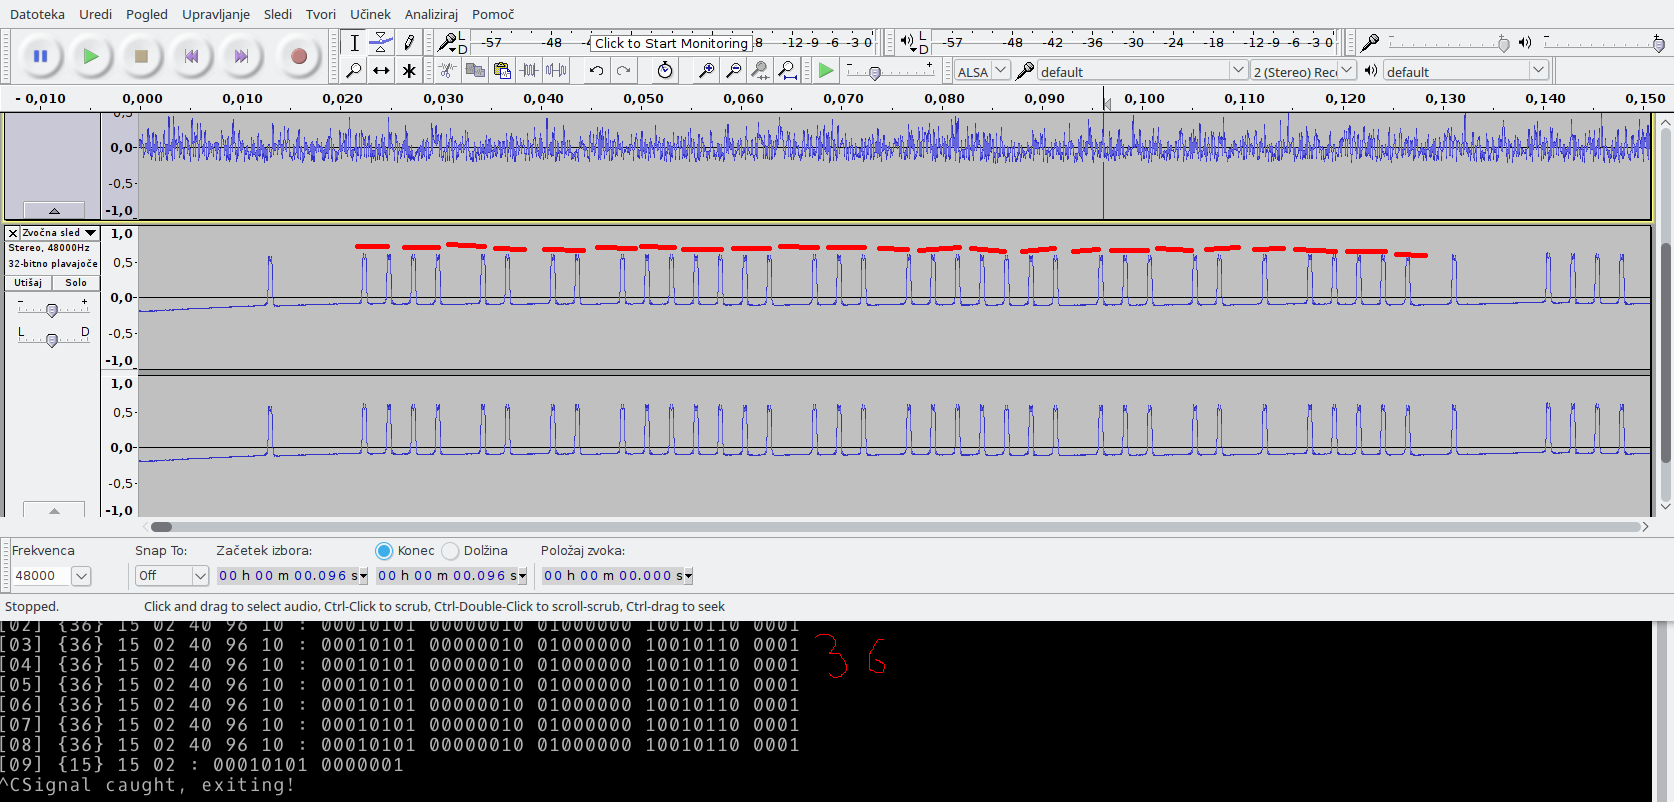 Datoteka Uredi Pogled Upravljanje Sledi Tvori Učinek Analiziraj Pomoč
L D -57 -48 Click to Start Monitoring 8 -12 -9 -6 -3 0 L D -57 -48 -42 -36 -30 -24 -18 -12 -9 -6 -3 0 - +
- + ALSA default 2 (Stereo) Rec default
- 0,010 0,000 0,010 0,020 0,030 0,040 0,050 0,060 0,070 0,080 0,090 0,100 0,110 0,120 0,130 0,140 0,150
0,5
0,0
-0,5
-1,0
Zvočna sled
Stereo, 48000Hz
32-bitno plavajoče
Utišaj Solo
- +
L D
1,0
0,5
0,0
-0,5
-1,0
1,0
0,5
0,0
-0,5
-1,0
Frekvenca Snap To: Začetek izbora: Konec Dolžina Položaj zvoka:
48000 Off 00 h 00 m 00.096 s 00 h 00 m 00.096 s 00 h 00 m 00.000 s
Stopped. Click and drag to select audio, Ctrl-Click to scrub, Ctrl-Double-Click to scroll-scrub, Ctrl-drag to seek
[02] {36} 15 02 40 96 10 : 00010101 00000010 01000000 10010110 0001
[03] {36} 15 02 40 96 10 : 00010101 00000010 01000000 10010110 0001
[04] {36} 15 02 40 96 10 : 00010101 00000010 01000000 10010110 0001
[05] {36} 15 02 40 96 10 : 00010101 00000010 01000000 10010110 0001
[06] {36} 15 02 40 96 10 : 00010101 00000010 01000000 10010110 0001
[07] {36} 15 02 40 96 10 : 00010101 00000010 01000000 10010110 0001
[08] {36} 15 02 40 96 10 : 00010101 00000010 01000000 10010110 0001
[09] {15} 15 02 : 00010101 0000001
^CSignal caught, exiting!
36